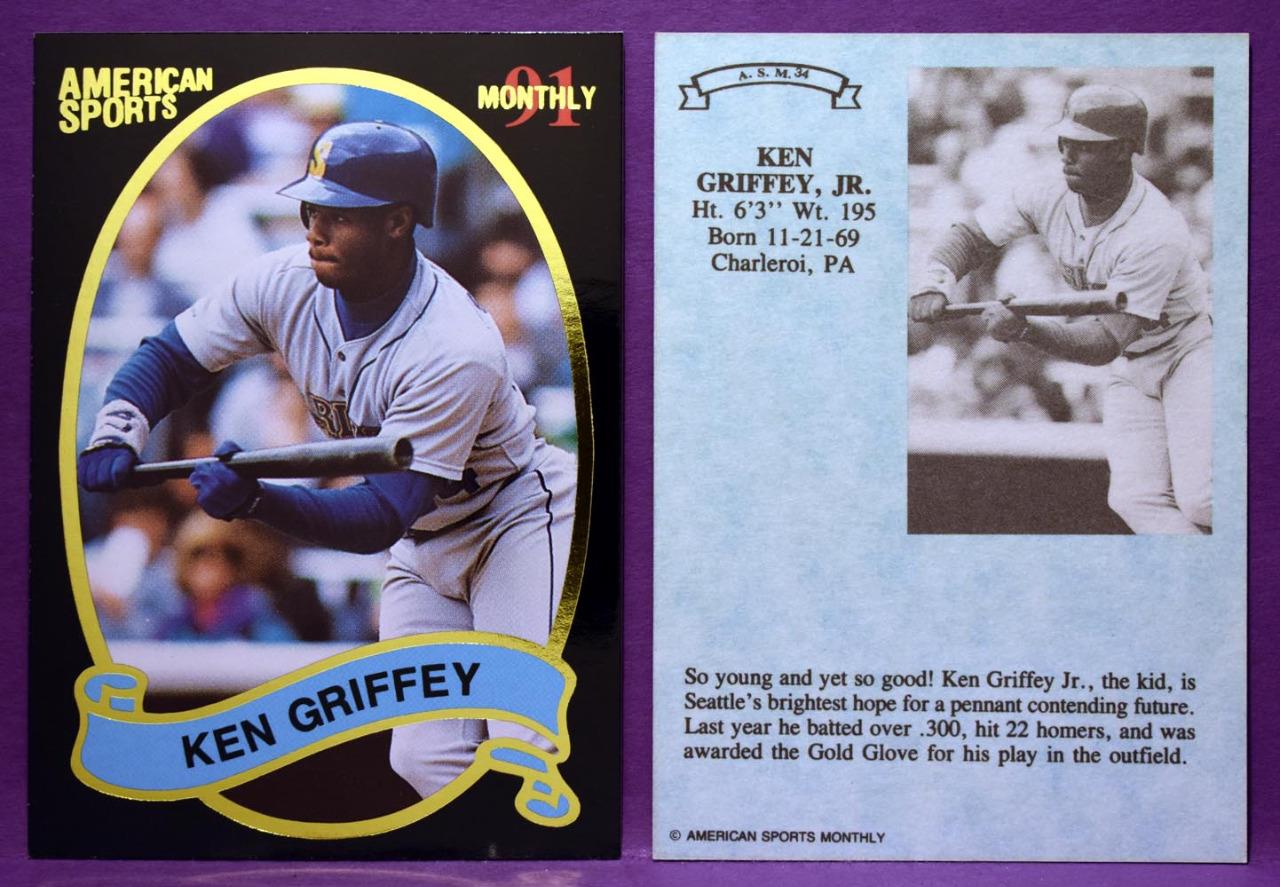 AMERICAN
SPORTS
91
MONTHLY
S
RI
KEN GRIFFEY
A. S. M. 34
KEN
GRIFFEY, JR.
Ht. 6'3'' Wt. 195
Born 11-21-69
Charleroi, PA
So young and yet so good! Ken Griffey Jr., the kid, is
Seattle's brightest hope for a pennant contending future.
Last year he batted over .300, hit 22 homers, and was
awarded the Gold Glove for his play in the outfield.
© AMERICAN SPORTS MONTHLY